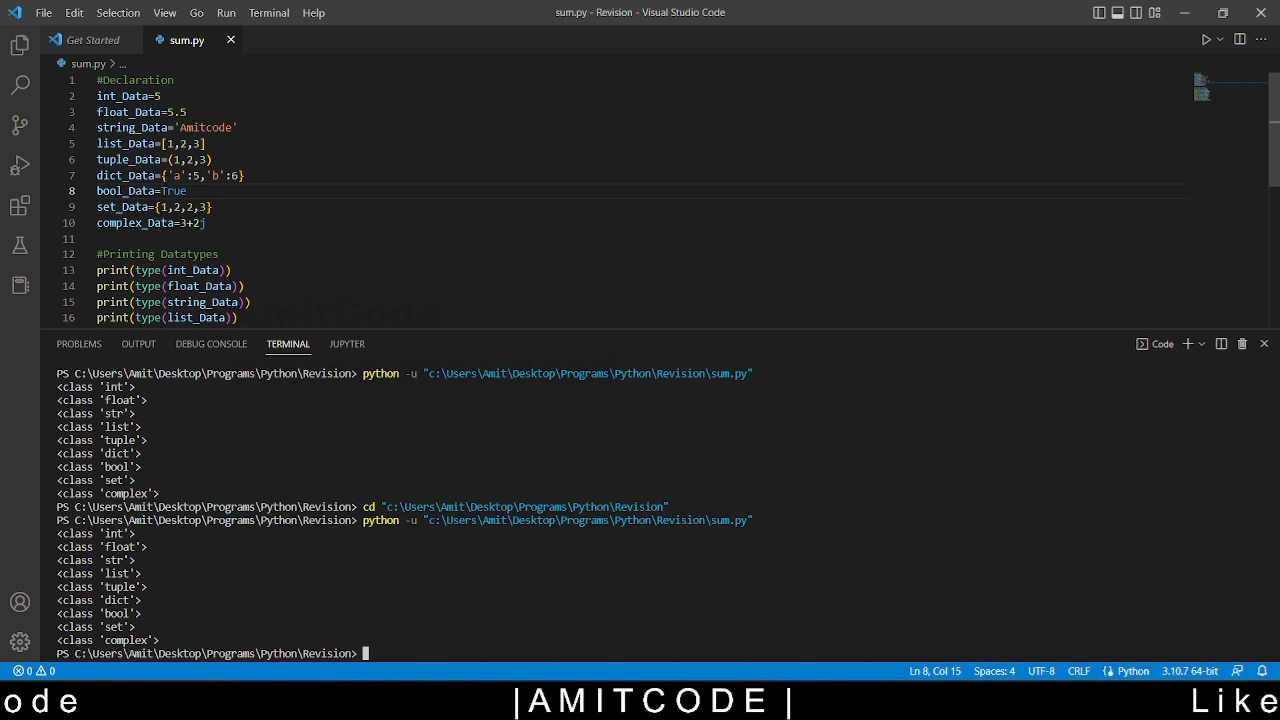 File Edit Selection View Go Run Terminal Help sum.py - Revision - Visual Studio Code
Get Started sum.py
sum.py > ...
1 #Declaration
2 int_Data=5
3 float_Data=5.5
4 string_Data='Amitcode'
5 list_Data=[1,2,3]
6 tuple_Data=(1,2,3)
7 dict_Data={'a':5,'b':6}
8 bool_Data=True
9 set_Data={1,2,2,3}
10 complex_Data=3+2j
11
12 #Printing Datatypes
13 print(type(int_Data))
14 print(type(float_Data))
15 print(type(string_Data))
16 print(type(list_Data))
AmitCode
PROBLEMS OUTPUT DEBUG CONSOLE TERMINAL JUPYTER Code
PS C:\Users\Amit\Desktop\Programs\Python\Revision> python -u "c:\Users\Amit\Desktop\Programs\Python\Revision\sum.py"
<class 'int'>
<class 'float'>
<class 'str'>
<class 'list'>
<class 'tuple'>
<class 'dict'>
<class 'bool'>
<class 'set'>
<class 'complex'>
PS C:\Users\Amit\Desktop\Programs\Python\Revision> cd "c:\Users\Amit\Desktop\Programs\Python\Revision"
PS C:\Users\Amit\Desktop\Programs\Python\Revision> python -u "c:\Users\Amit\Desktop\Programs\Python\Revision\sum.py"
<class 'int'>
<class 'float'>
<class 'str'>
<class 'list'>
<class 'tuple'>
<class 'dict'>
<class 'bool'>
<class 'set'>
<class 'complex'>
PS C:\Users\Amit\Desktop\Programs\Python\Revision>
0 0 Ln 8, Col 15 Spaces: 4 UTF-8 CRLF Python 3.10.7 64-bit
ode |AMITCODE | Like